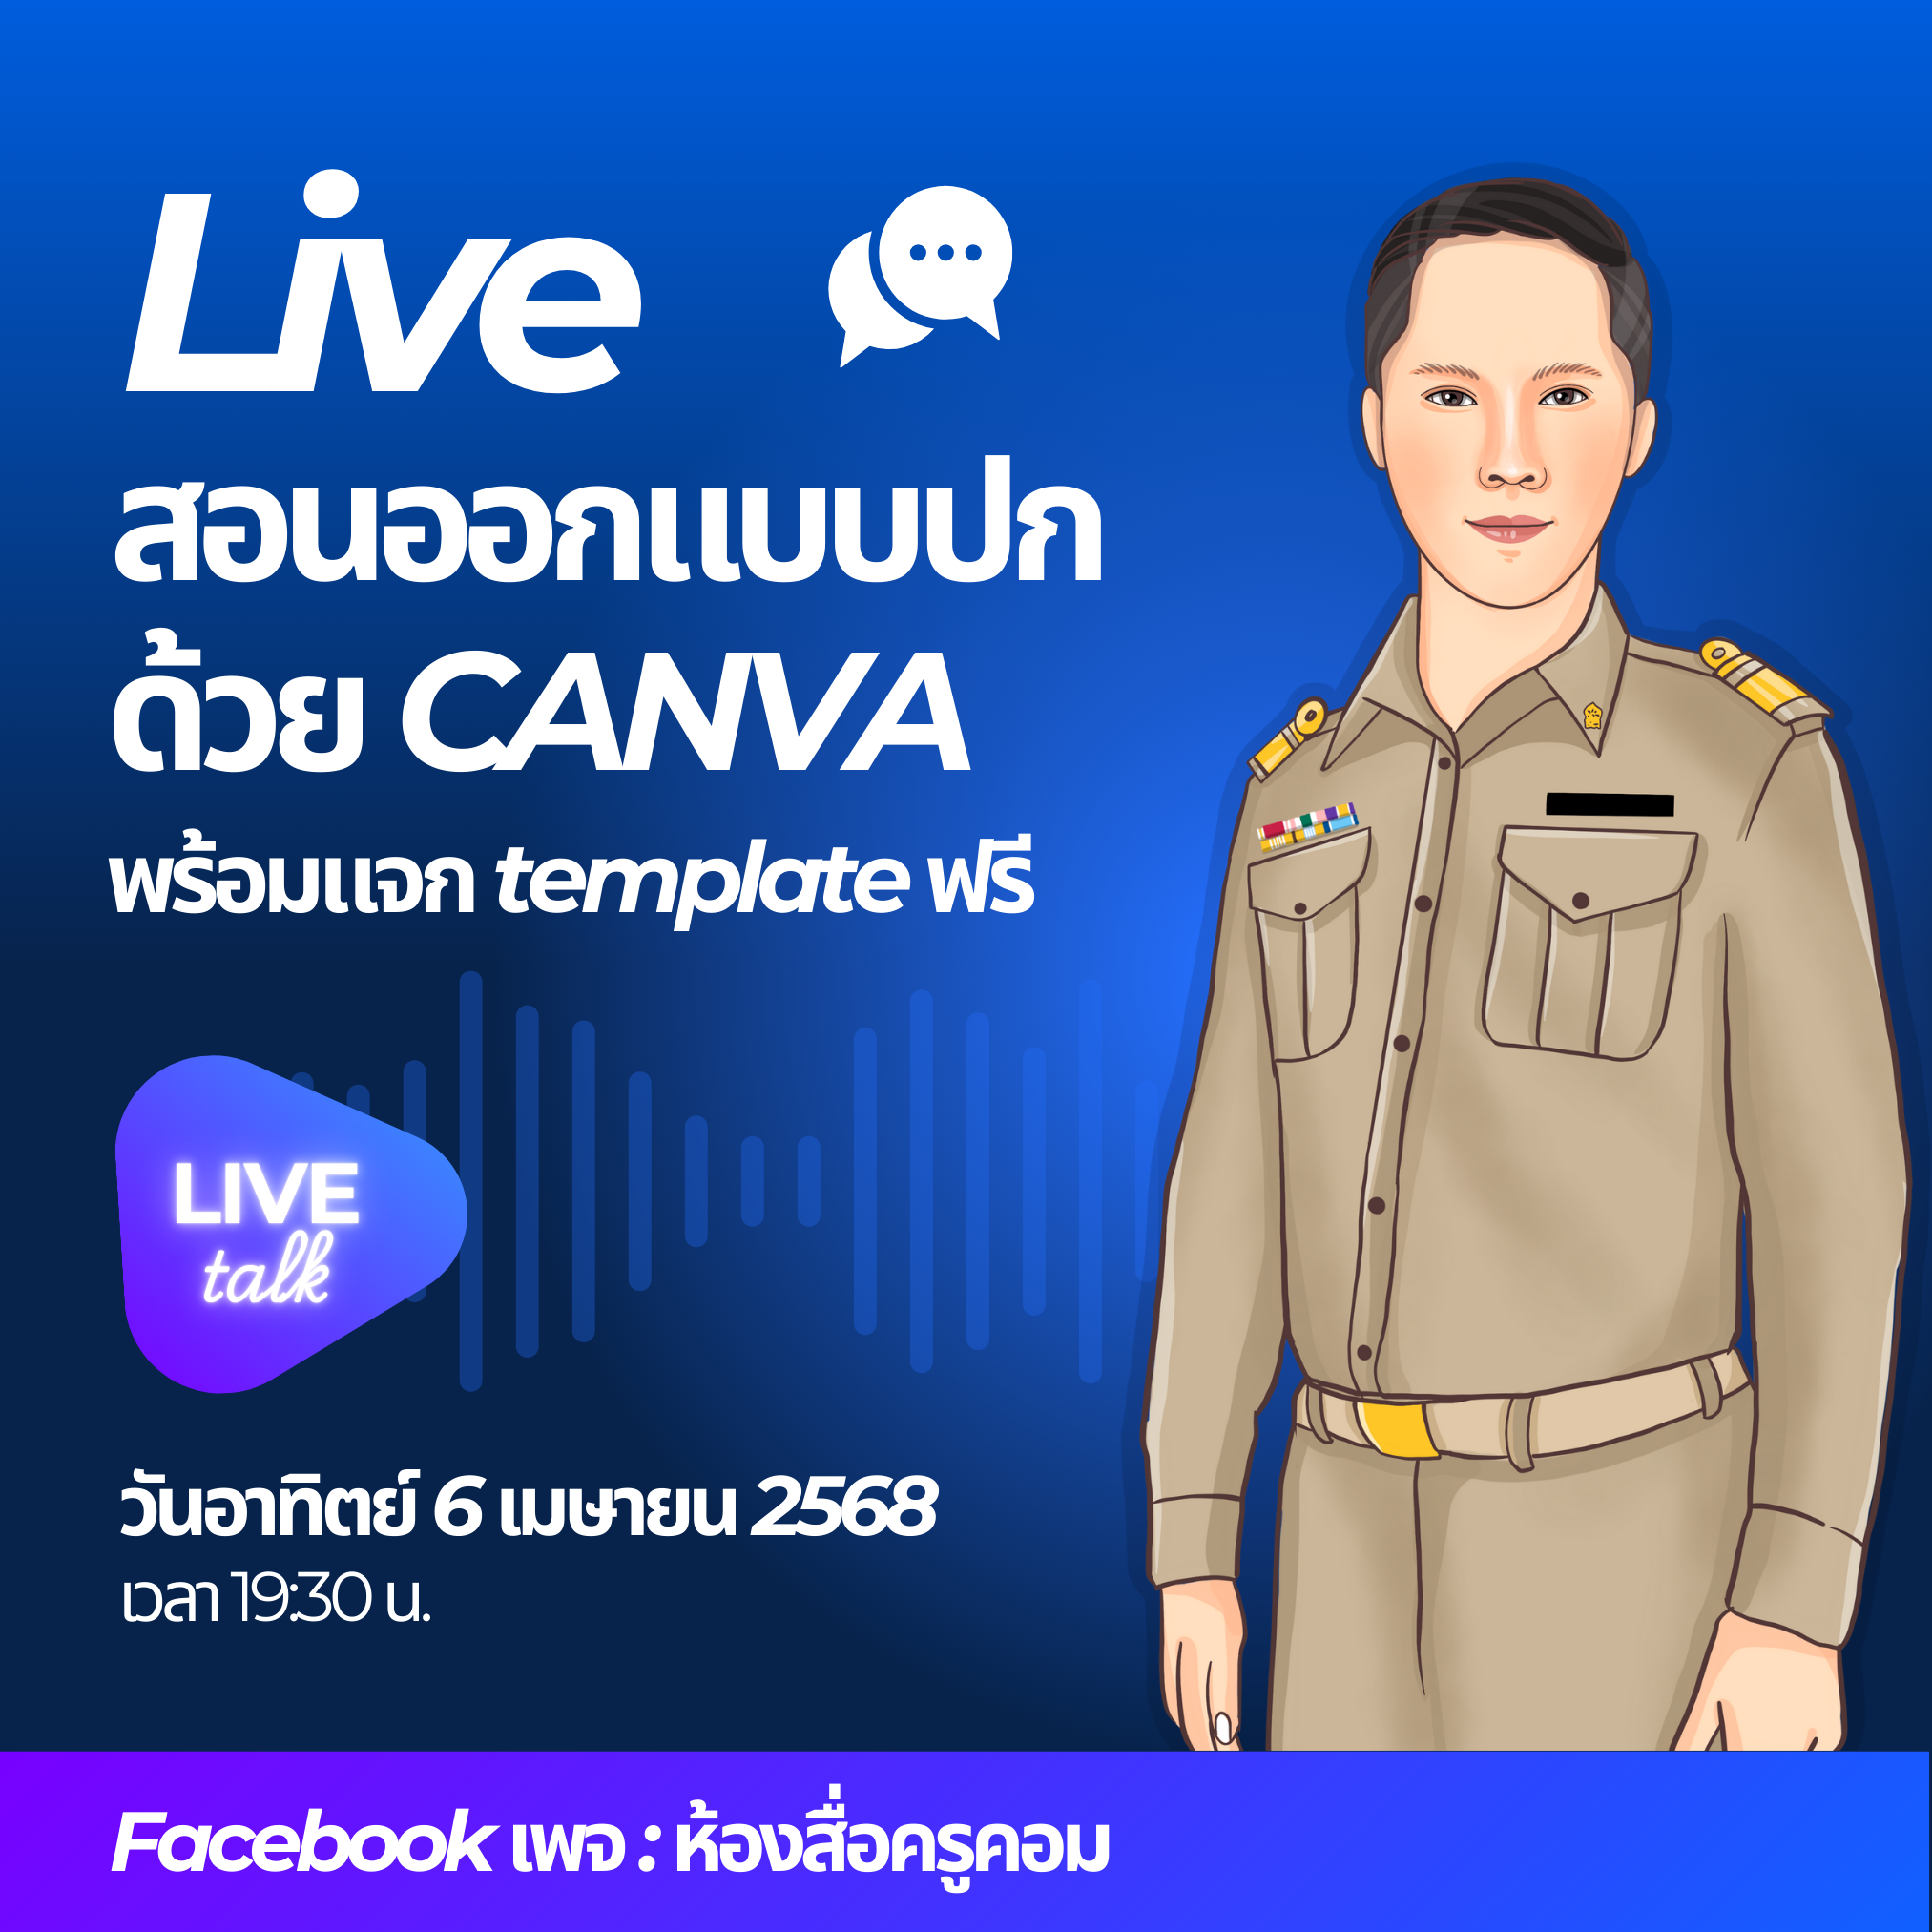 Live
สอนออกแบบปก
ด้วย CANVA
พร้อมแจก template ฟรี
LIVE
talk
วันอาทิตย์ 6 เมษายน 2568
เวลา 19:30 น.
Facebook เพจ : ห้องสื่อครูคอม